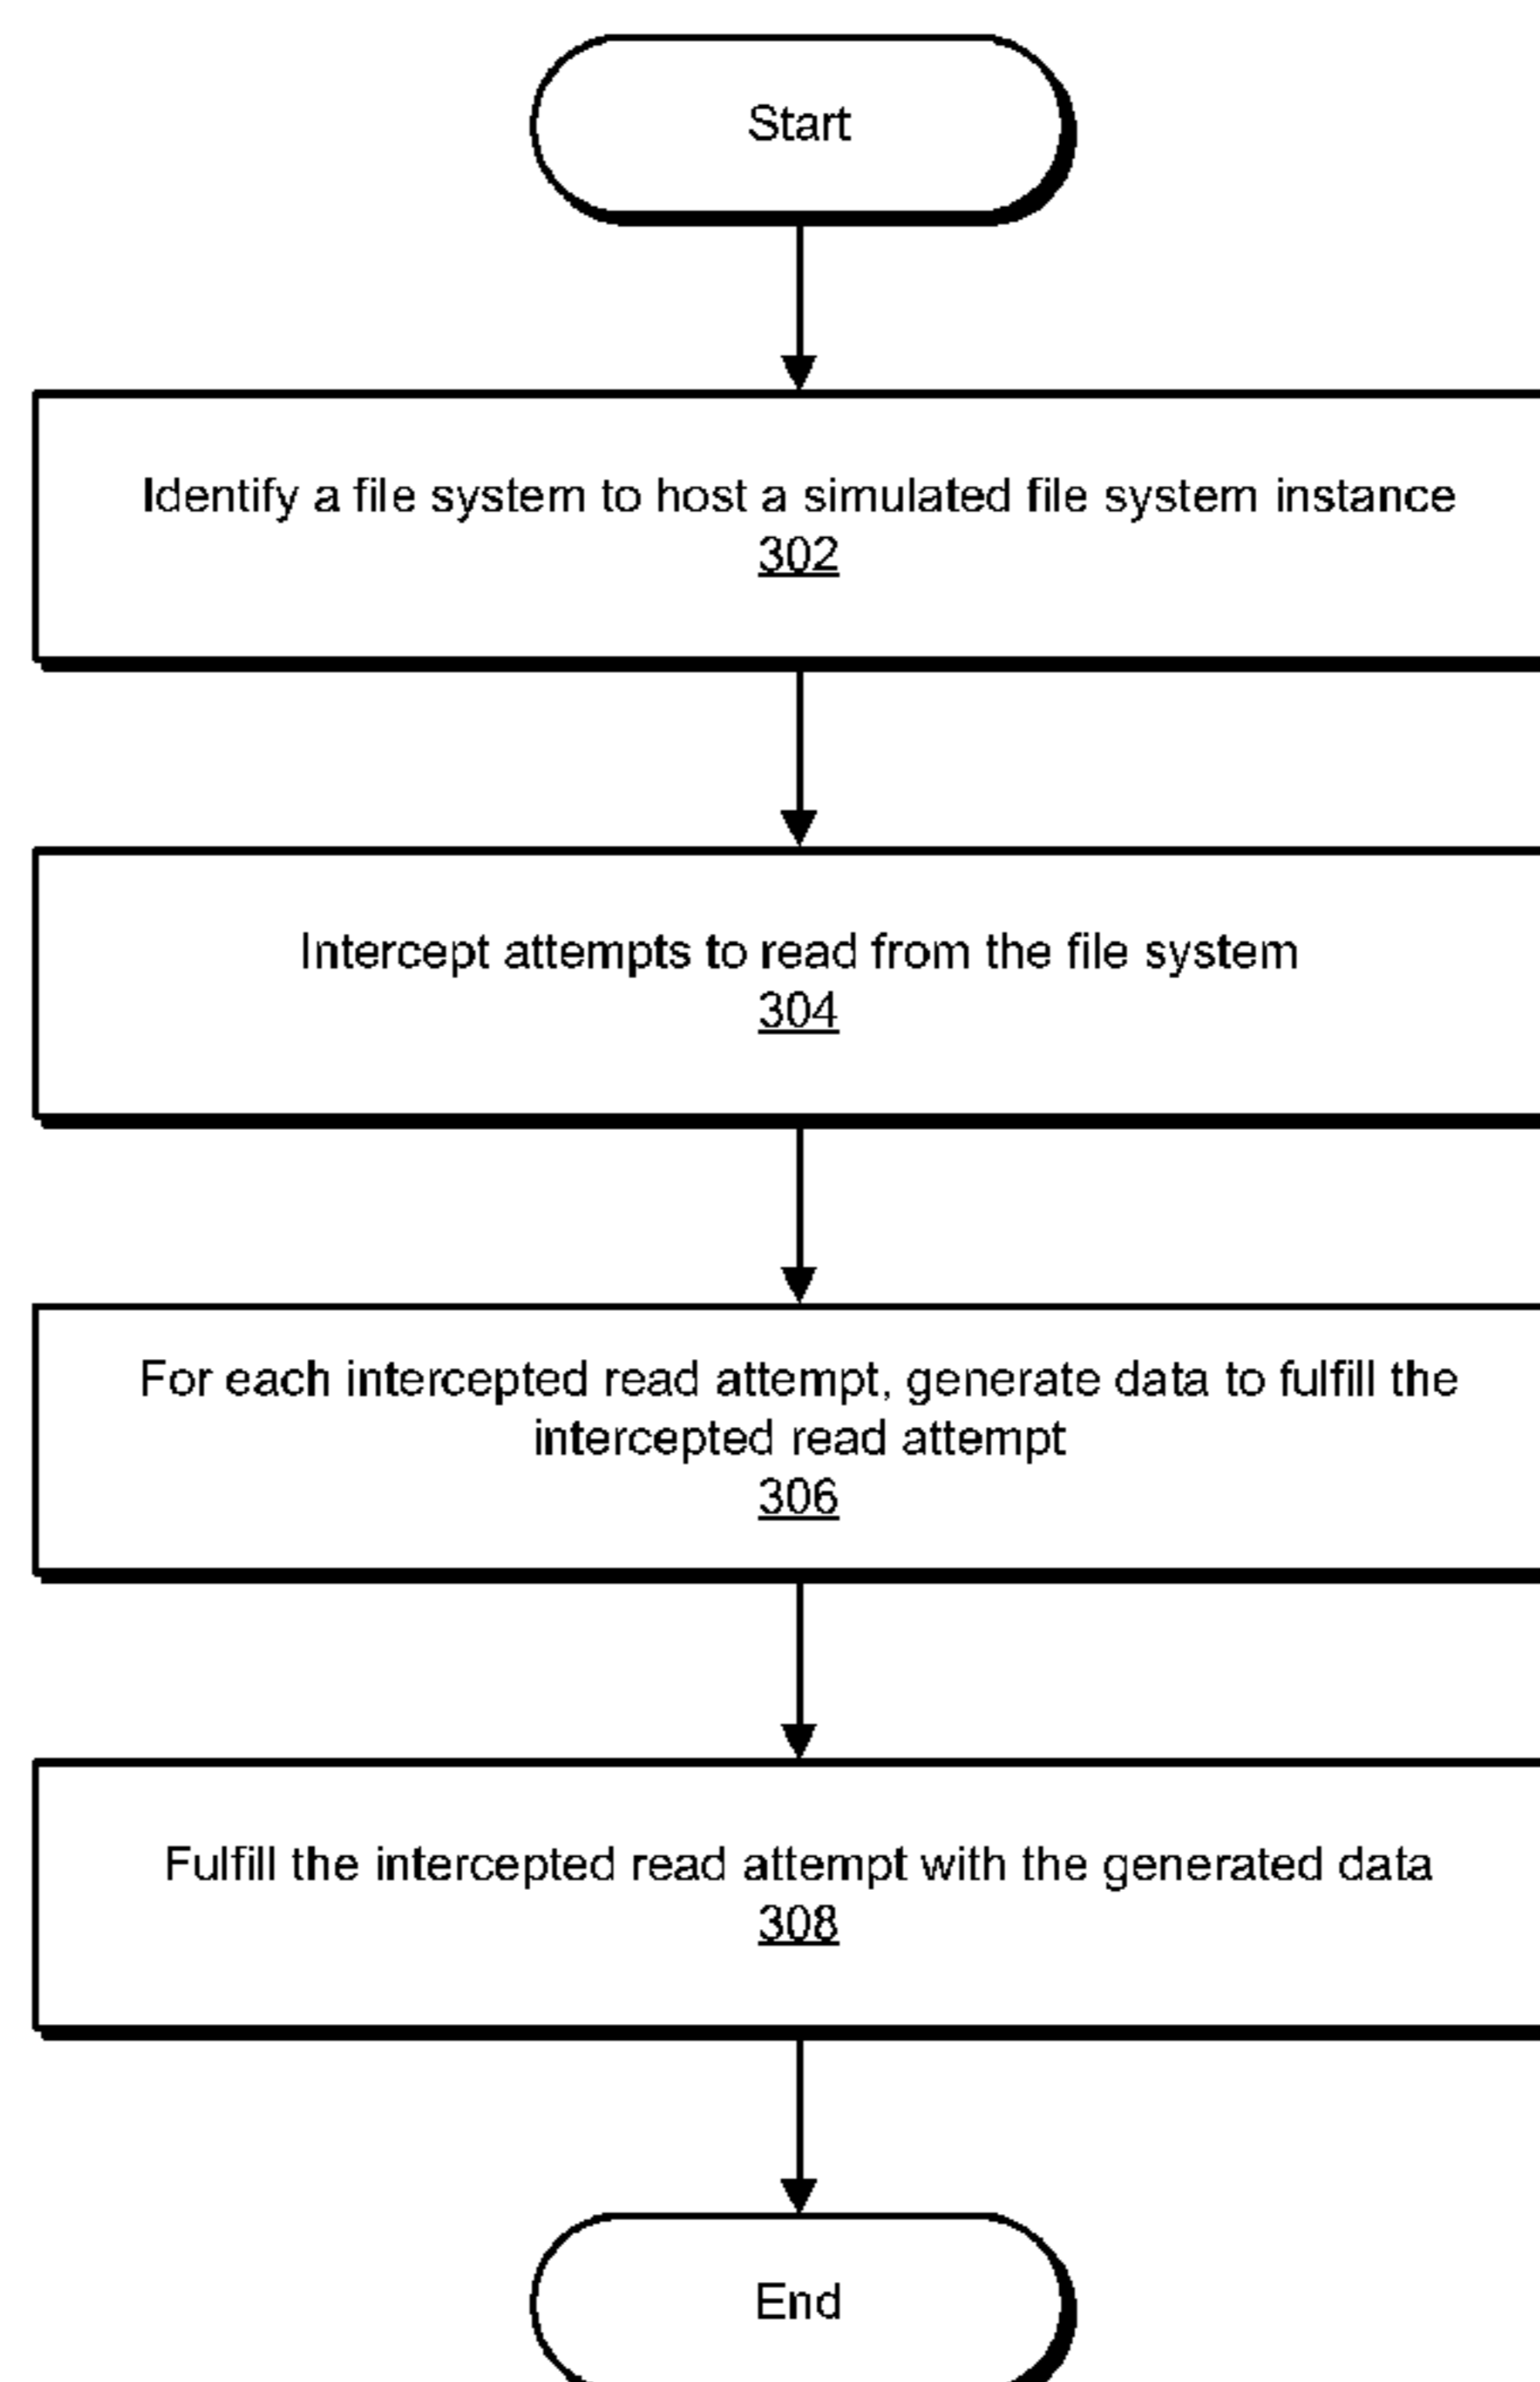 Start
Identify a file system to host a simulated file system instance
302
Intercept attempts to read from the file system
304
For each intercepted read attempt, generate data to fulfill the
intercepted read attempt
306
Fulfill the intercepted read attempt with the generated data
308
End